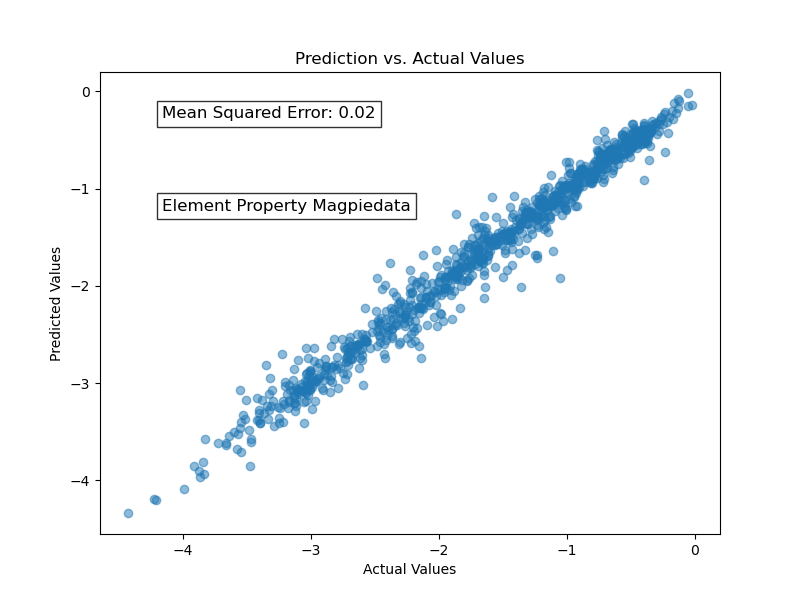 Prediction vs. Actual Values
0
Mean Squared Error: 0.02
−1
Element Property Magpiedata
−2
Predicted Values
−3
−4
−4 −3 −2 −1 0
Actual Values